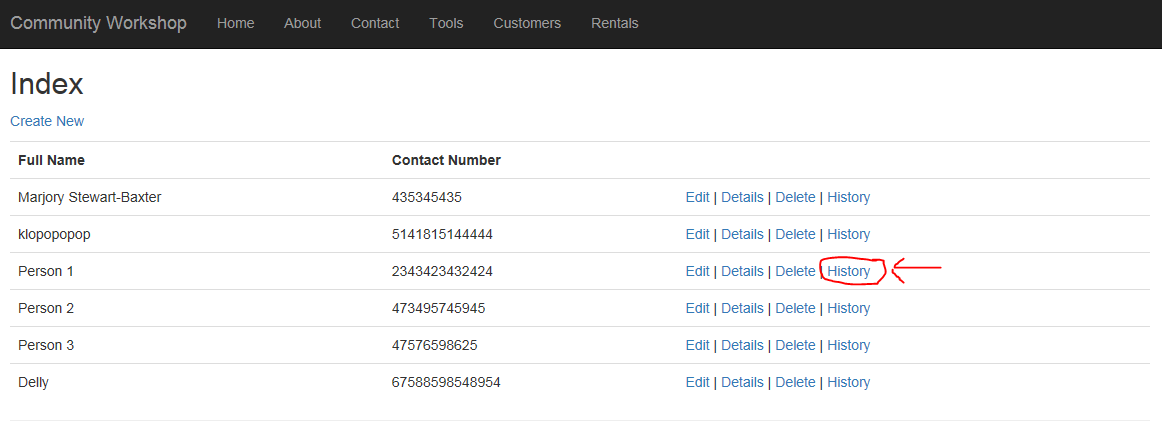 Community Workshop Home About Contact Tools Customers Rentals
Index
Create New
Full Name Contact Number
Marjory Stewart-Baxter 435345435 Edit | Details | Delete | History
klopopopop 5141815144444 Edit | Details | Delete | History
Person 1 2343423432424 Edit | Details | Delete | History
Person 2 473495745945 Edit | Details | Delete | History
Person 3 47576598625 Edit | Details | Delete | History
Delly 67588598548954 Edit | Details | Delete | History